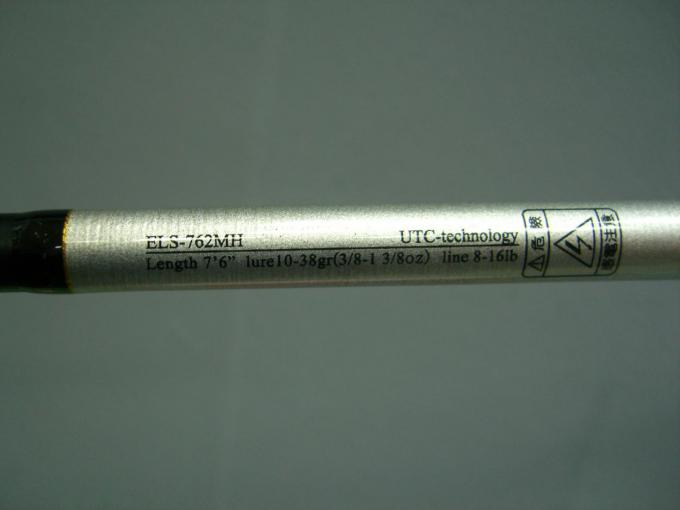 ELS-762MH UTC-technology
Length 7'6" lure10-38gr(3/8-1 3/8oz) line 8-16lb
危険
感電注意